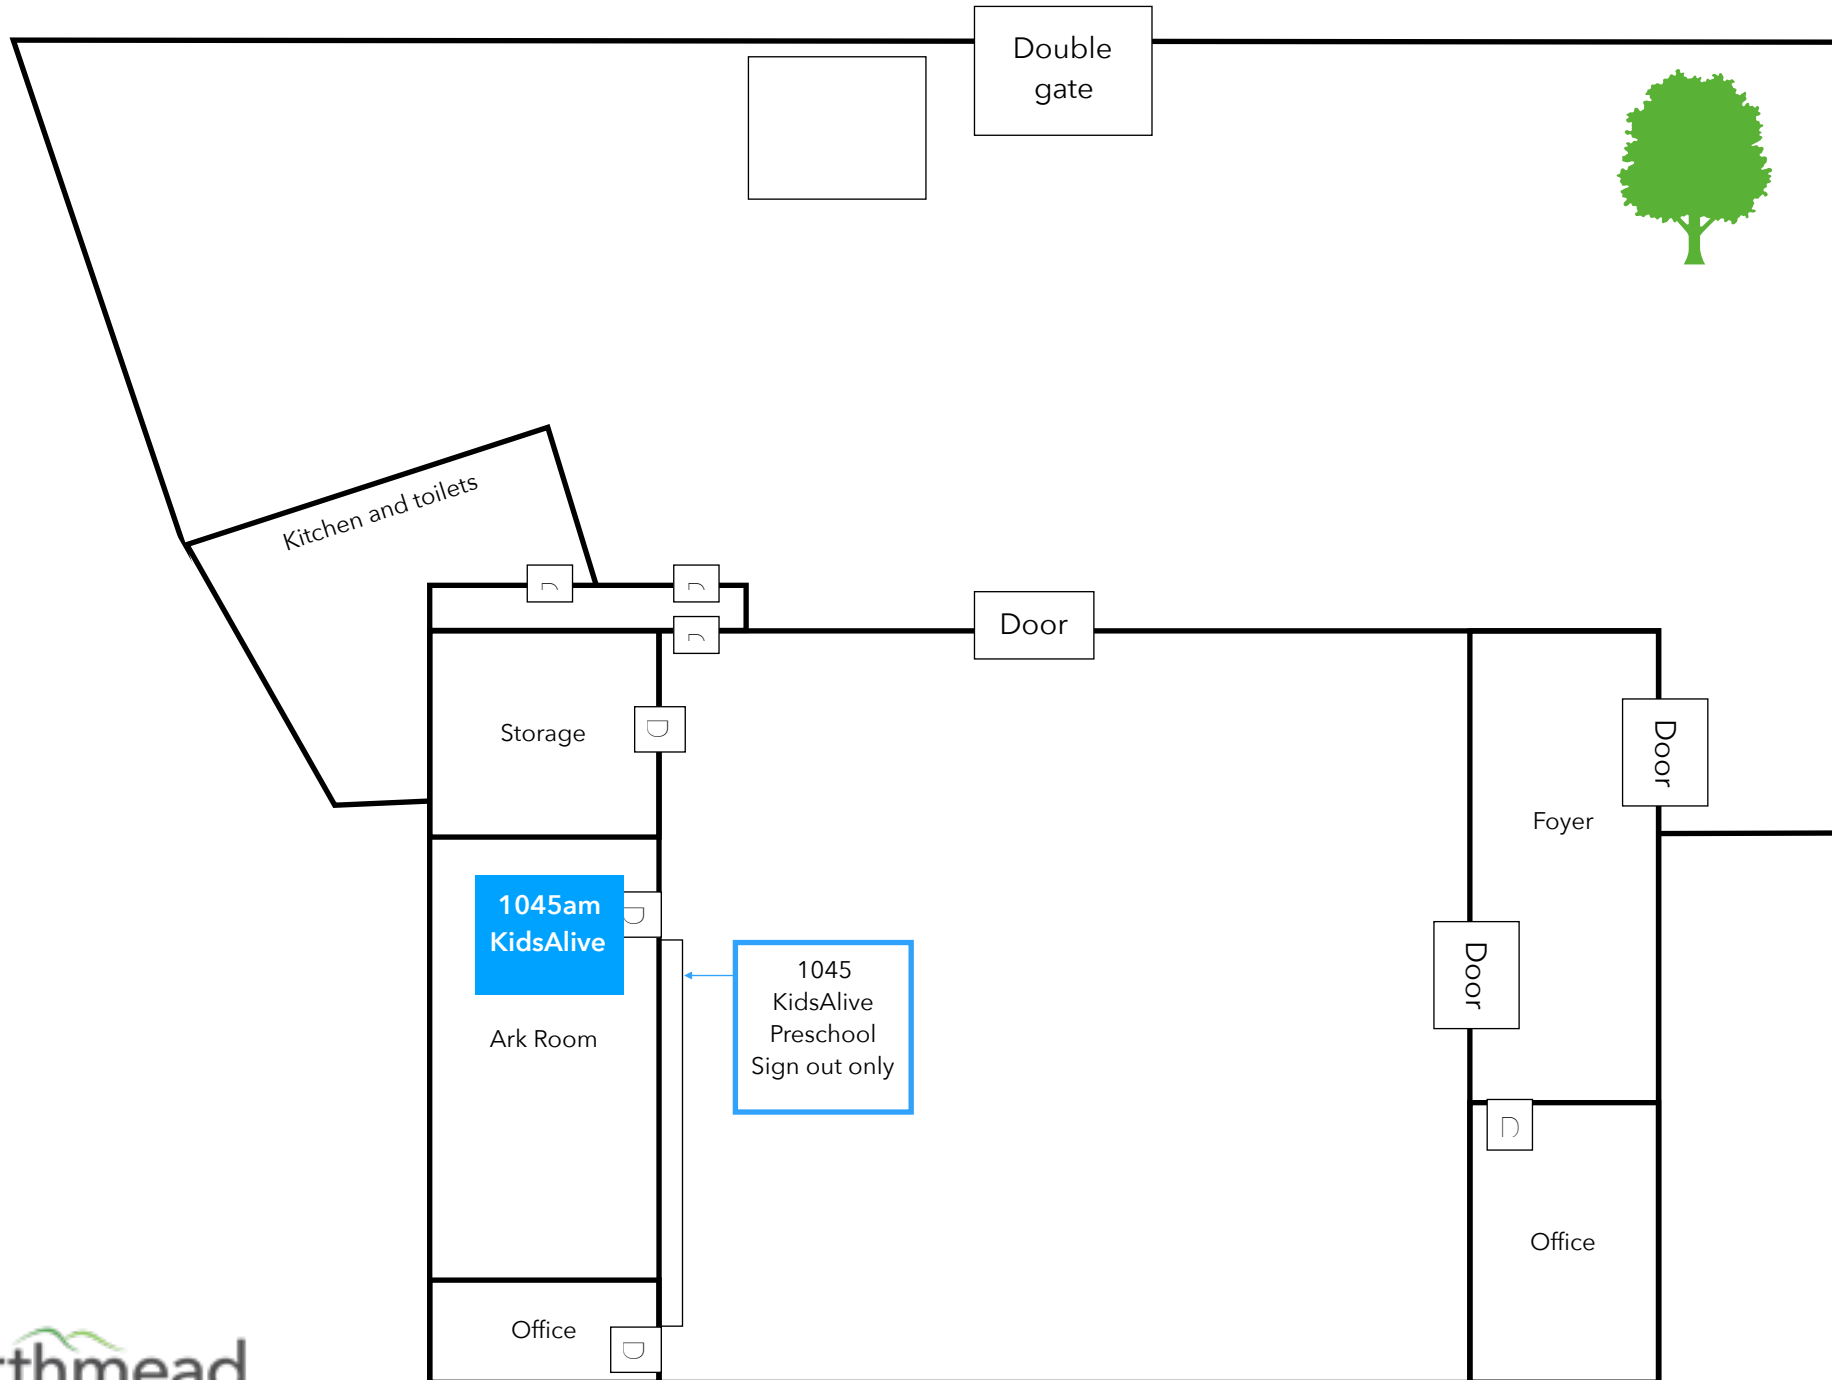 Double
gate
Kitchen and toilets
Door
Storage
D
Door
Foyer
1045am
KidsAlive
D
1045
KidsAlive
Preschool
Sign out only
Door
Ark Room
D
Office
Office
D
rthmead